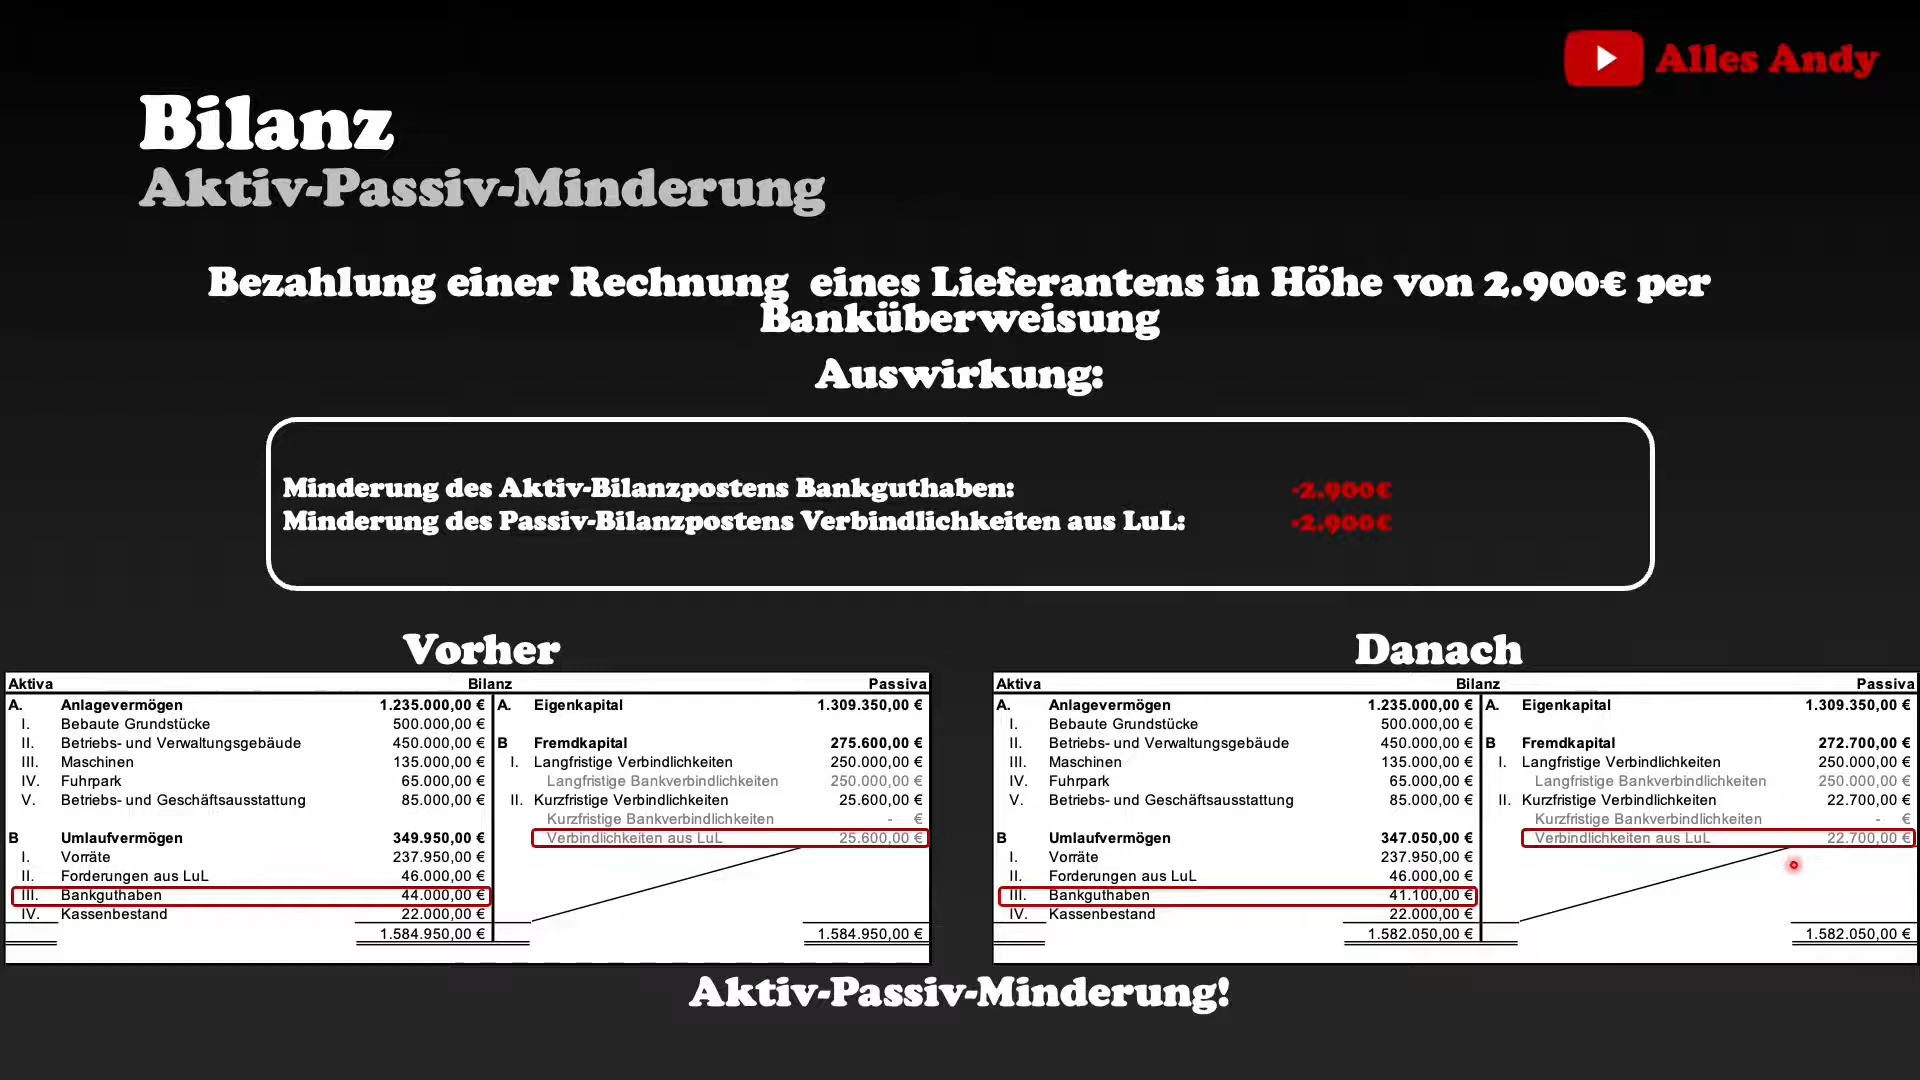 Alles Andy
Bilanz
Aktiv-Passiv-Minderung
Bezahlung einer Rechnung eines Lieferantens in Höhe von 2.900€ per
Banküberweisung
Auswirkung:
Minderung des Aktiv-Bilanzpostens Bankguthaben: -2.900€
Minderung des Passiv-Bilanzpostens Verbindlichkeiten aus LuL: -2.900€
Vorher
Aktiva Bilanz Passiva
A. Anlagevermögen 1.235.000,00 € A. Eigenkapital 1.309.350,00 €
I. Bebaute Grundstücke 500.000,00 €
II. Betriebs- und Verwaltungsgebäude 450.000,00 € B Fremdkapital 275.600,00 €
III. Maschinen 135.000,00 € I. Langfristige Verbindlichkeiten 250.000,00 €
IV. Fuhrpark 65.000,00 € Langfristige Bankverbindlichkeiten 250.000,00 €
V. Betriebs- und Geschäftsausstattung 85.000,00 € II. Kurzfristige Verbindlichkeiten 25.600,00 €
Kurzfristige Bankverbindlichkeiten - €
B Umlaufvermögen 349.950,00 € Verbindlichkeiten aus LuL 25.600,00 €
I. Vorräte 237.950,00 €
II. Forderungen aus LuL 46.000,00 €
III. Bankguthaben 44.000,00 €
IV. Kassenbestand 22.000,00 €
1.584.950,00 € 1.584.950,00 €
Danach
Aktiva Bilanz Passiva
A. Anlagevermögen 1.235.000,00 € A. Eigenkapital 1.309.350,00 €
I. Bebaute Grundstücke 500.000,00 €
II. Betriebs- und Verwaltungsgebäude 450.000,00 € B Fremdkapital 272.700,00 €
III. Maschinen 135.000,00 € I. Langfristige Verbindlichkeiten 250.000,00 €
IV. Fuhrpark 65.000,00 € Langfristige Bankverbindlichkeiten 250.000,00 €
V. Betriebs- und Geschäftsausstattung 85.000,00 € II. Kurzfristige Verbindlichkeiten 22.700,00 €
Kurzfristige Bankverbindlichkeiten - €
B Umlaufvermögen 347.050,00 € Verbindlichkeiten aus LuL 22.700,00 €
I. Vorräte 237.950,00 €
II. Forderungen aus LuL 46.000,00 €
III. Bankguthaben 41.100,00 €
IV. Kassenbestand 22.000,00 €
1.582.050,00 € 1.582.050,00 €
Aktiv-Passiv-Minderung!